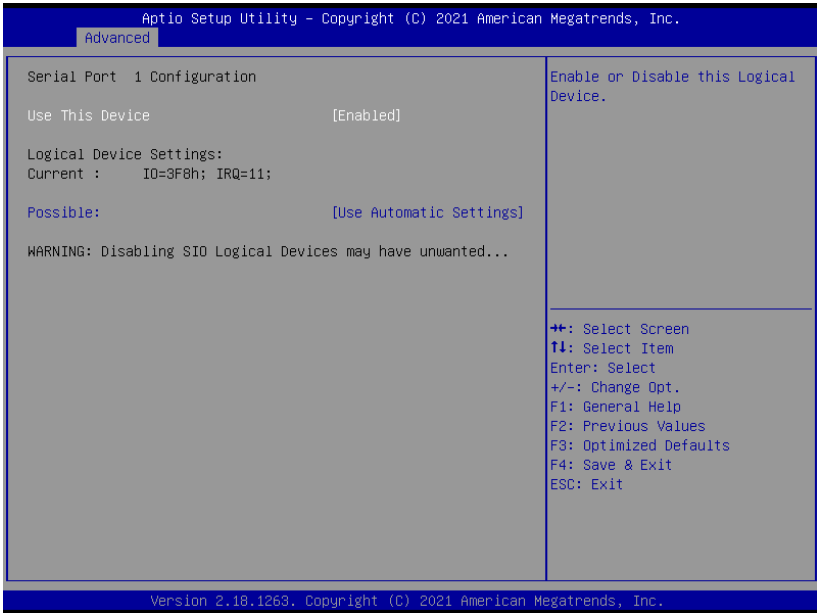 Aptio Setup Utility – Copyright (C) 2021 American Megatrends, Inc.
Advanced
Serial Port  1 Configuration
Use This Device [Enabled]
Logical Device Settings:
Current :     IO=3F8h; IRQ=11;
Possible: [Use Automatic Settings]
WARNING: Disabling SIO Logical Devices may have unwanted...
Enable or Disable this Logical
Device.
→←: Select Screen
↑↓: Select Item
Enter: Select
+/-: Change Opt.
F1: General Help
F2: Previous Values
F3: Optimized Defaults
F4: Save & Exit
ESC: Exit
Version 2.18.1263. Copyright (C) 2021 American Megatrends, Inc.